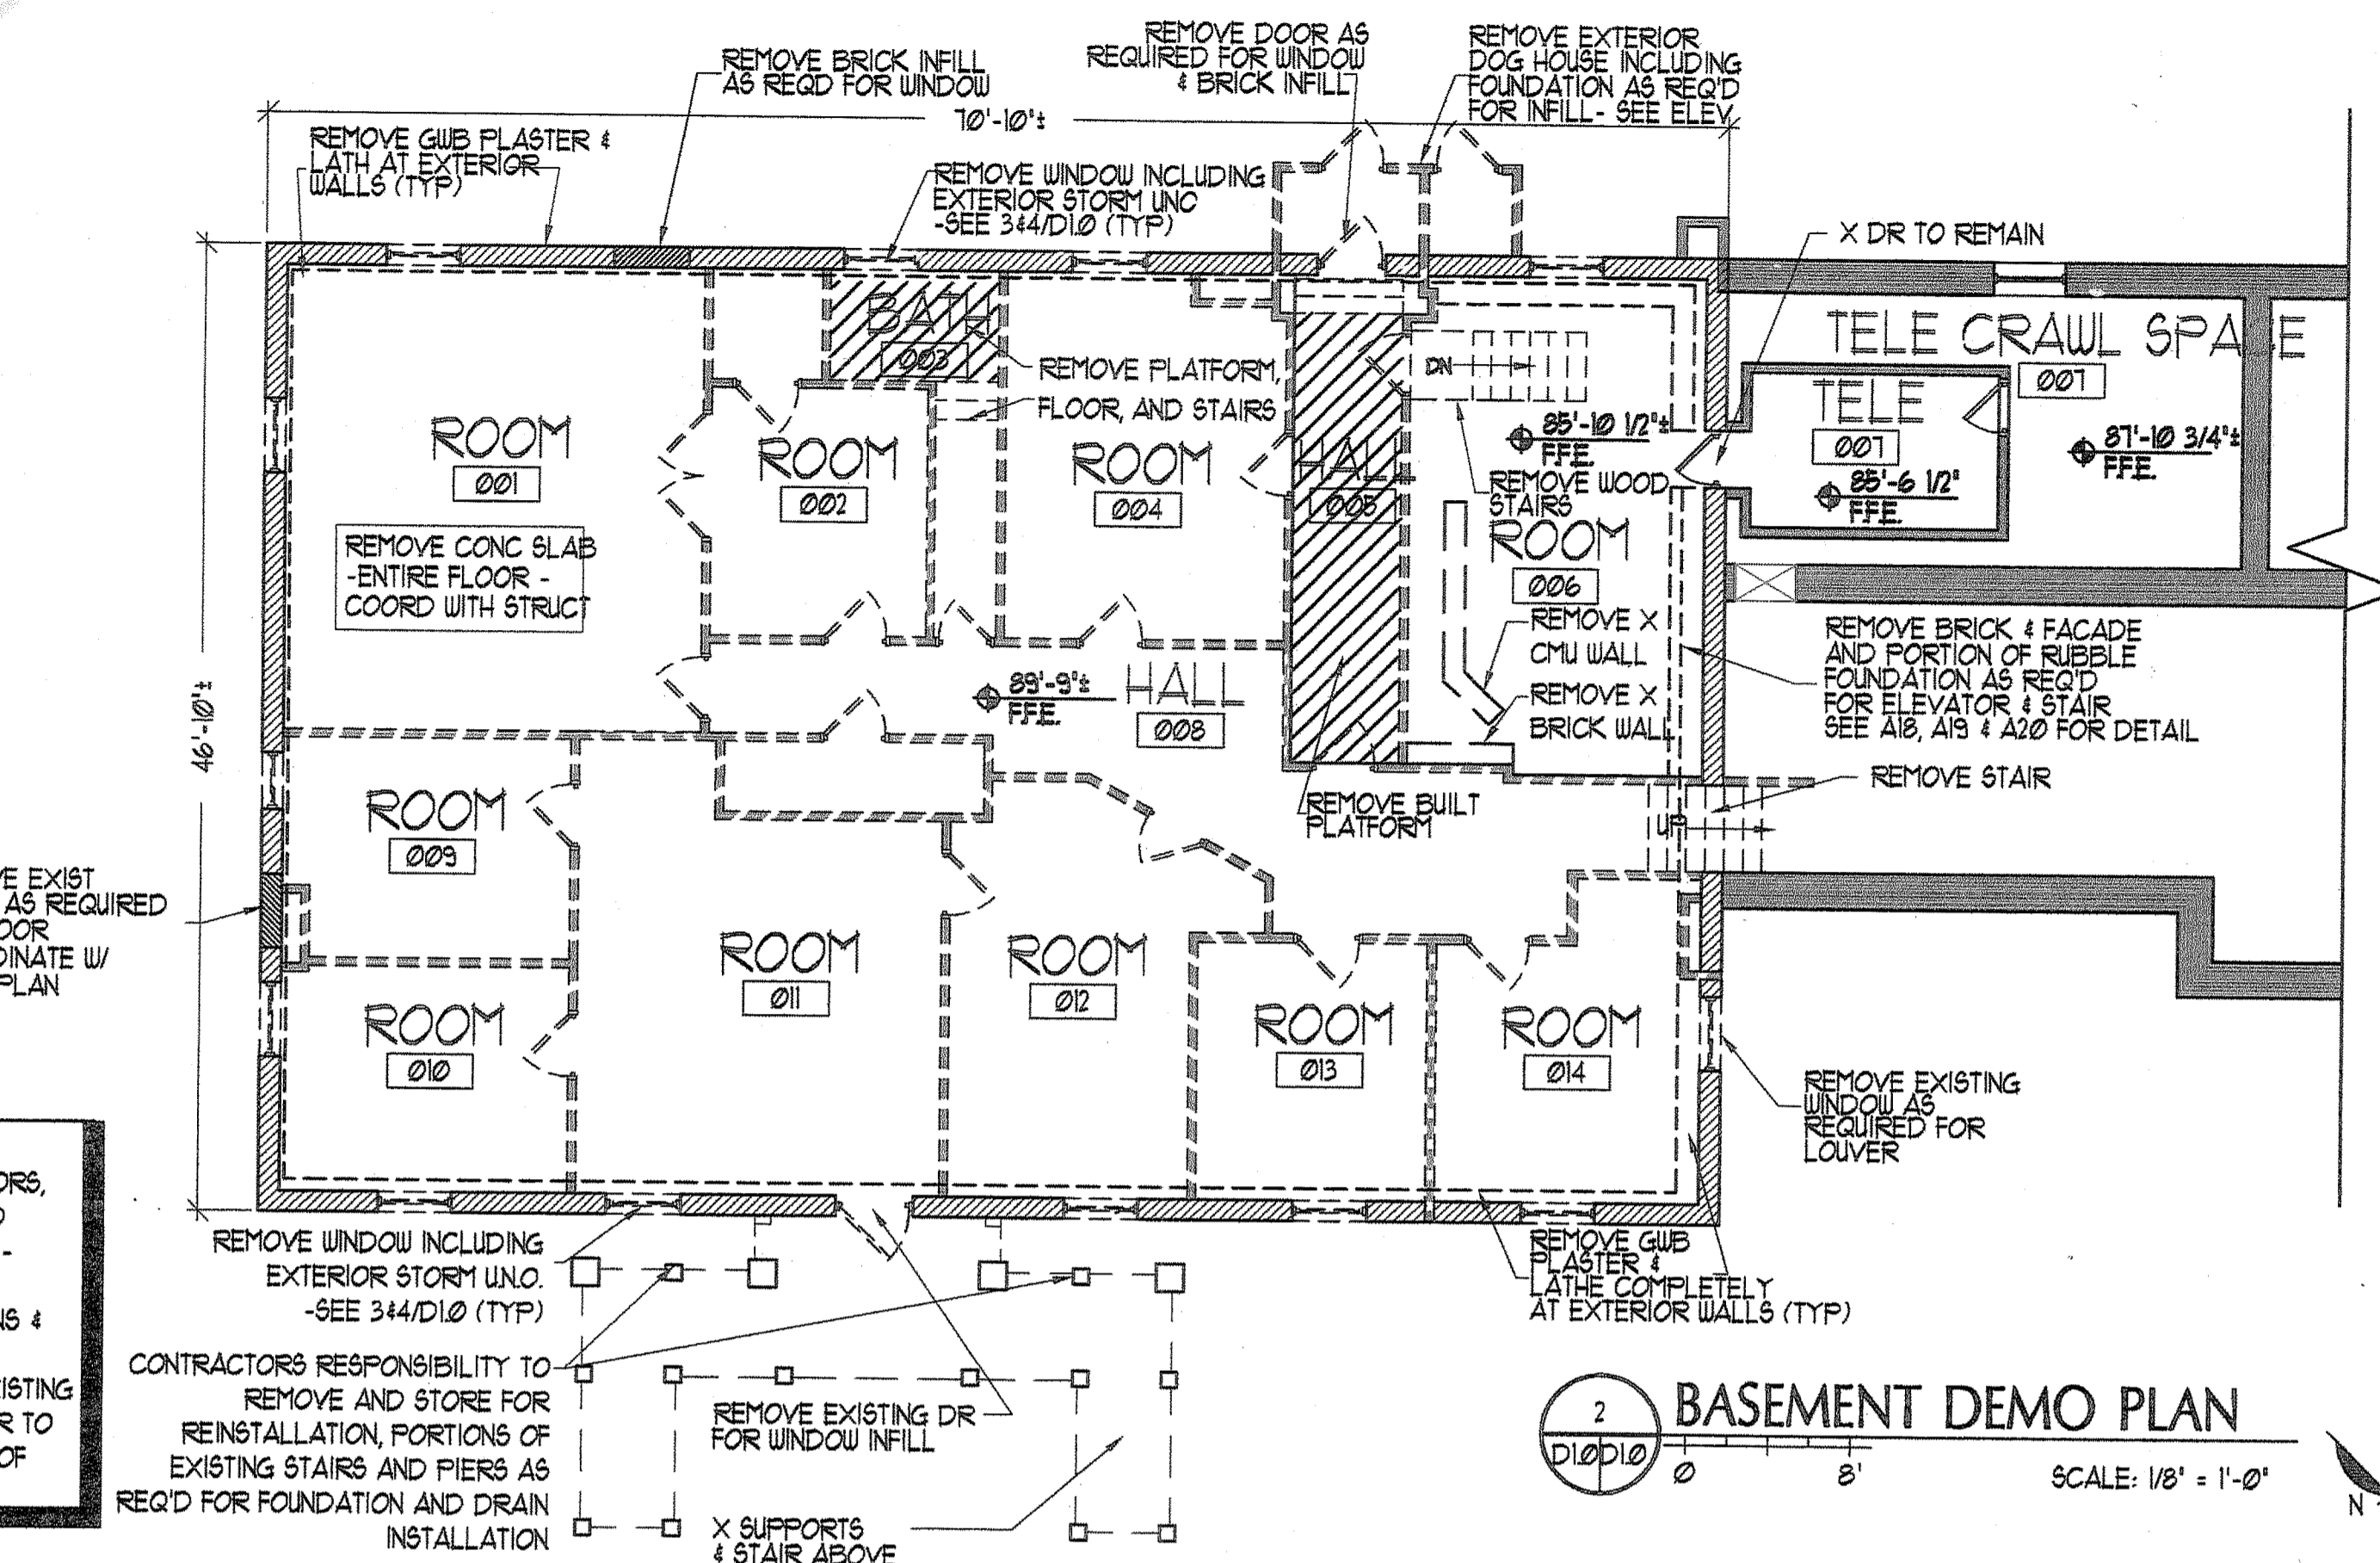 REMOVE BRICK INFILL
AS REQD FOR WINDOW
REMOVE DOOR AS
REQUIRED FOR WINDOW
& BRICK INFILL
REMOVE EXTERIOR
DOG HOUSE INCLUDING
FOUNDATION AS REQ'D
FOR INFILL- SEE ELEV.
70'-10"±
REMOVE GWB PLASTER &
LATH AT EXTERIOR
WALLS (TYP)
REMOVE WINDOW INCLUDING
EXTERIOR STORM UNO
-SEE 3&4/D1.0 (TYP)
X DR TO REMAIN
BATH
003
TELE CRAWL SPACE
007
REMOVE PLATFORM,
FLOOR, AND STAIRS
DN
TELE
007
85'-6 1/2"
F.F.E.
87'-10 3/4"±
F.F.E.
85'-10 1/2"±
F.F.E.
ROOM
001
ROOM
002
ROOM
004
HALL
005
REMOVE WOOD
STAIRS
ROOM
006
REMOVE CONC SLAB
-ENTIRE FLOOR -
COORD WITH STRUCT
REMOVE X
CMU WALL
REMOVE X
BRICK WALL
REMOVE BRICK & FACADE
AND PORTION OF RUBBLE
FOUNDATION AS REQ'D
FOR ELEVATOR & STAIR
SEE A18, A19 & A20 FOR DETAIL
46'-10"±
89'-9"±
F.F.E.
HALL
008
REMOVE STAIR
REMOVE BUILT
PLATFORM
UP
ROOM
009
VE EXIST
AS REQUIRED
OOR
DINATE W/
PLAN
ROOM
010
ROOM
011
ROOM
012
ROOM
013
ROOM
014
REMOVE EXISTING
WINDOW AS
REQUIRED FOR
LOUVER
ORS,
-
NS &
ISTING
R TO
OF
REMOVE WINDOW INCLUDING
EXTERIOR STORM U.N.O.
-SEE 3&4/D1.0 (TYP)
REMOVE GWB
PLASTER &
LATHE COMPLETELY
AT EXTERIOR WALLS (TYP)
CONTRACTORS RESPONSIBILITY TO
REMOVE AND STORE FOR
REINSTALLATION, PORTIONS OF
EXISTING STAIRS AND PIERS AS
REQ'D FOR FOUNDATION AND DRAIN
INSTALLATION
REMOVE EXISTING DR
FOR WINDOW INFILL
X SUPPORTS
& STAIR ABOVE
2
D1.0 D1.0
BASEMENT DEMO PLAN
0 8'
SCALE: 1/8" = 1'-0"
N